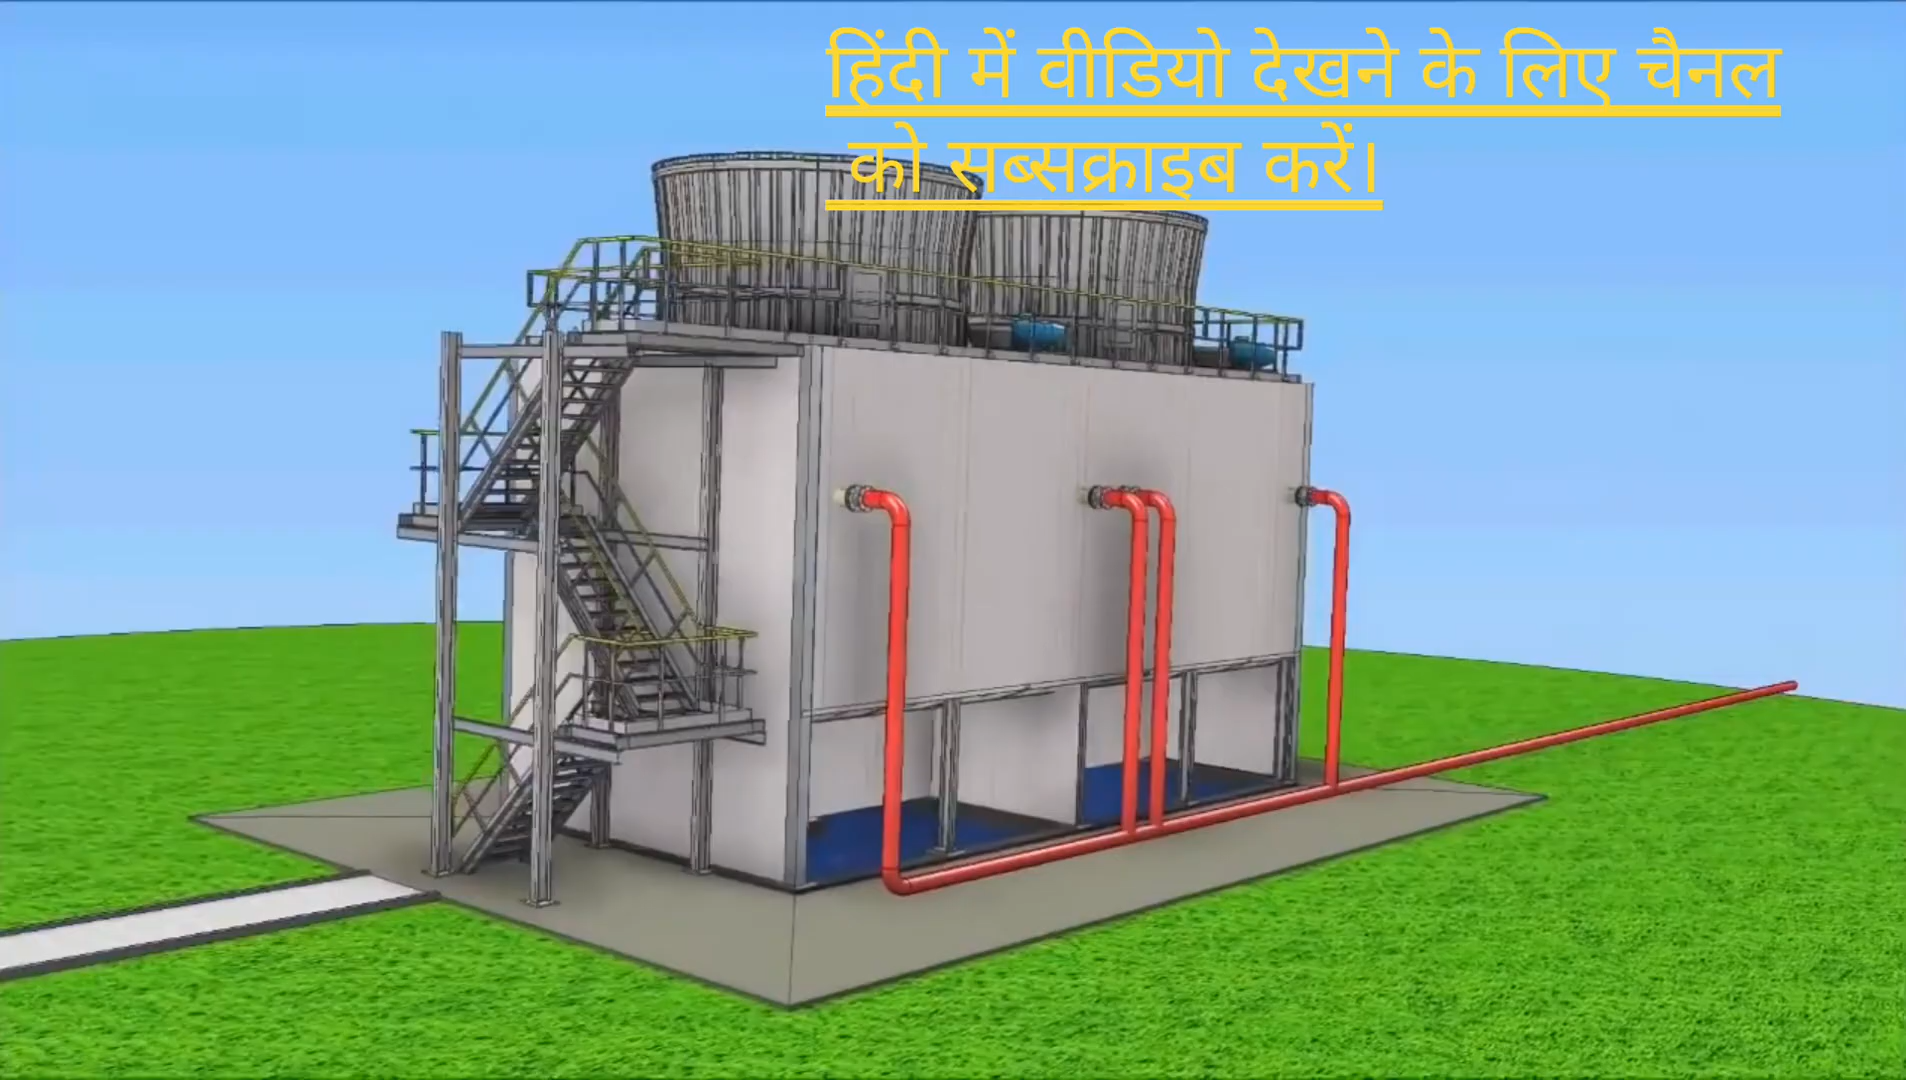 हिंदी में वीडियो देखने के लिए चैनल
को सब्सक्राइब करें।